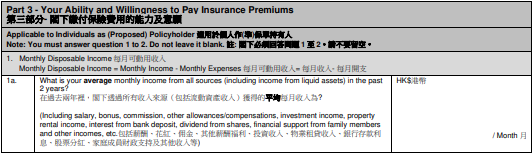 Part 3 - Your Ability and Willingness to Pay Insurance Premiums
第三部分- 閣下繳付保險費用的能力及意願
Applicable to Individuals as (Proposed) Policyholder 適用於個人作(準)保單持有人
Note: You must answer question 1 to 2. Do not leave it blank. 註: 閣下必須回答問題 1 至 2。請不要留空。
1. Monthly Disposable Income 每月可動用收入
Monthly Disposable Income = Monthly Income - Monthly Expenses 每月可動用收入= 每月收入- 每月開支
1a. What is your average monthly income from all sources (including income from liquid assets) in the past HK$港幣
2 years?
在過去兩年裡，閣下透過所有收入來源（包括流動資產收入）獲得的平均每月收入為?
(Including salary, bonus, commission, other allowances/compensations, investment income, property
rental income, interest from bank deposit, dividend from shares, financial support from family members
and other incomes, etc.包括薪酬、花紅、佣金、其他薪酬福利、投資收入、物業租賃收入、銀行存款利
息、股票分紅、家庭成員財政支持及其他收入等) / Month 月